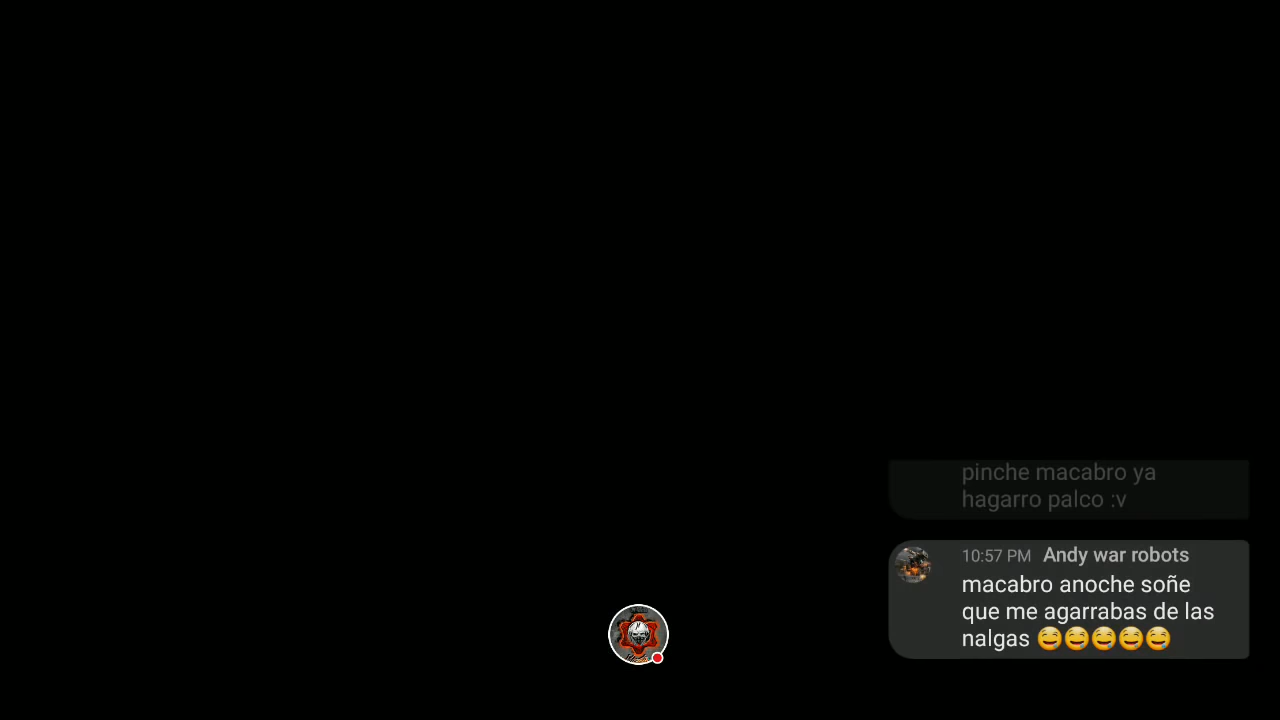 pinche macabro ya
hagarro palco :v
10:57 PM Andy war robots
macabro anoche soñe
que me agarrabas de las
nalgas 🤤🤤🤤🤤🤤